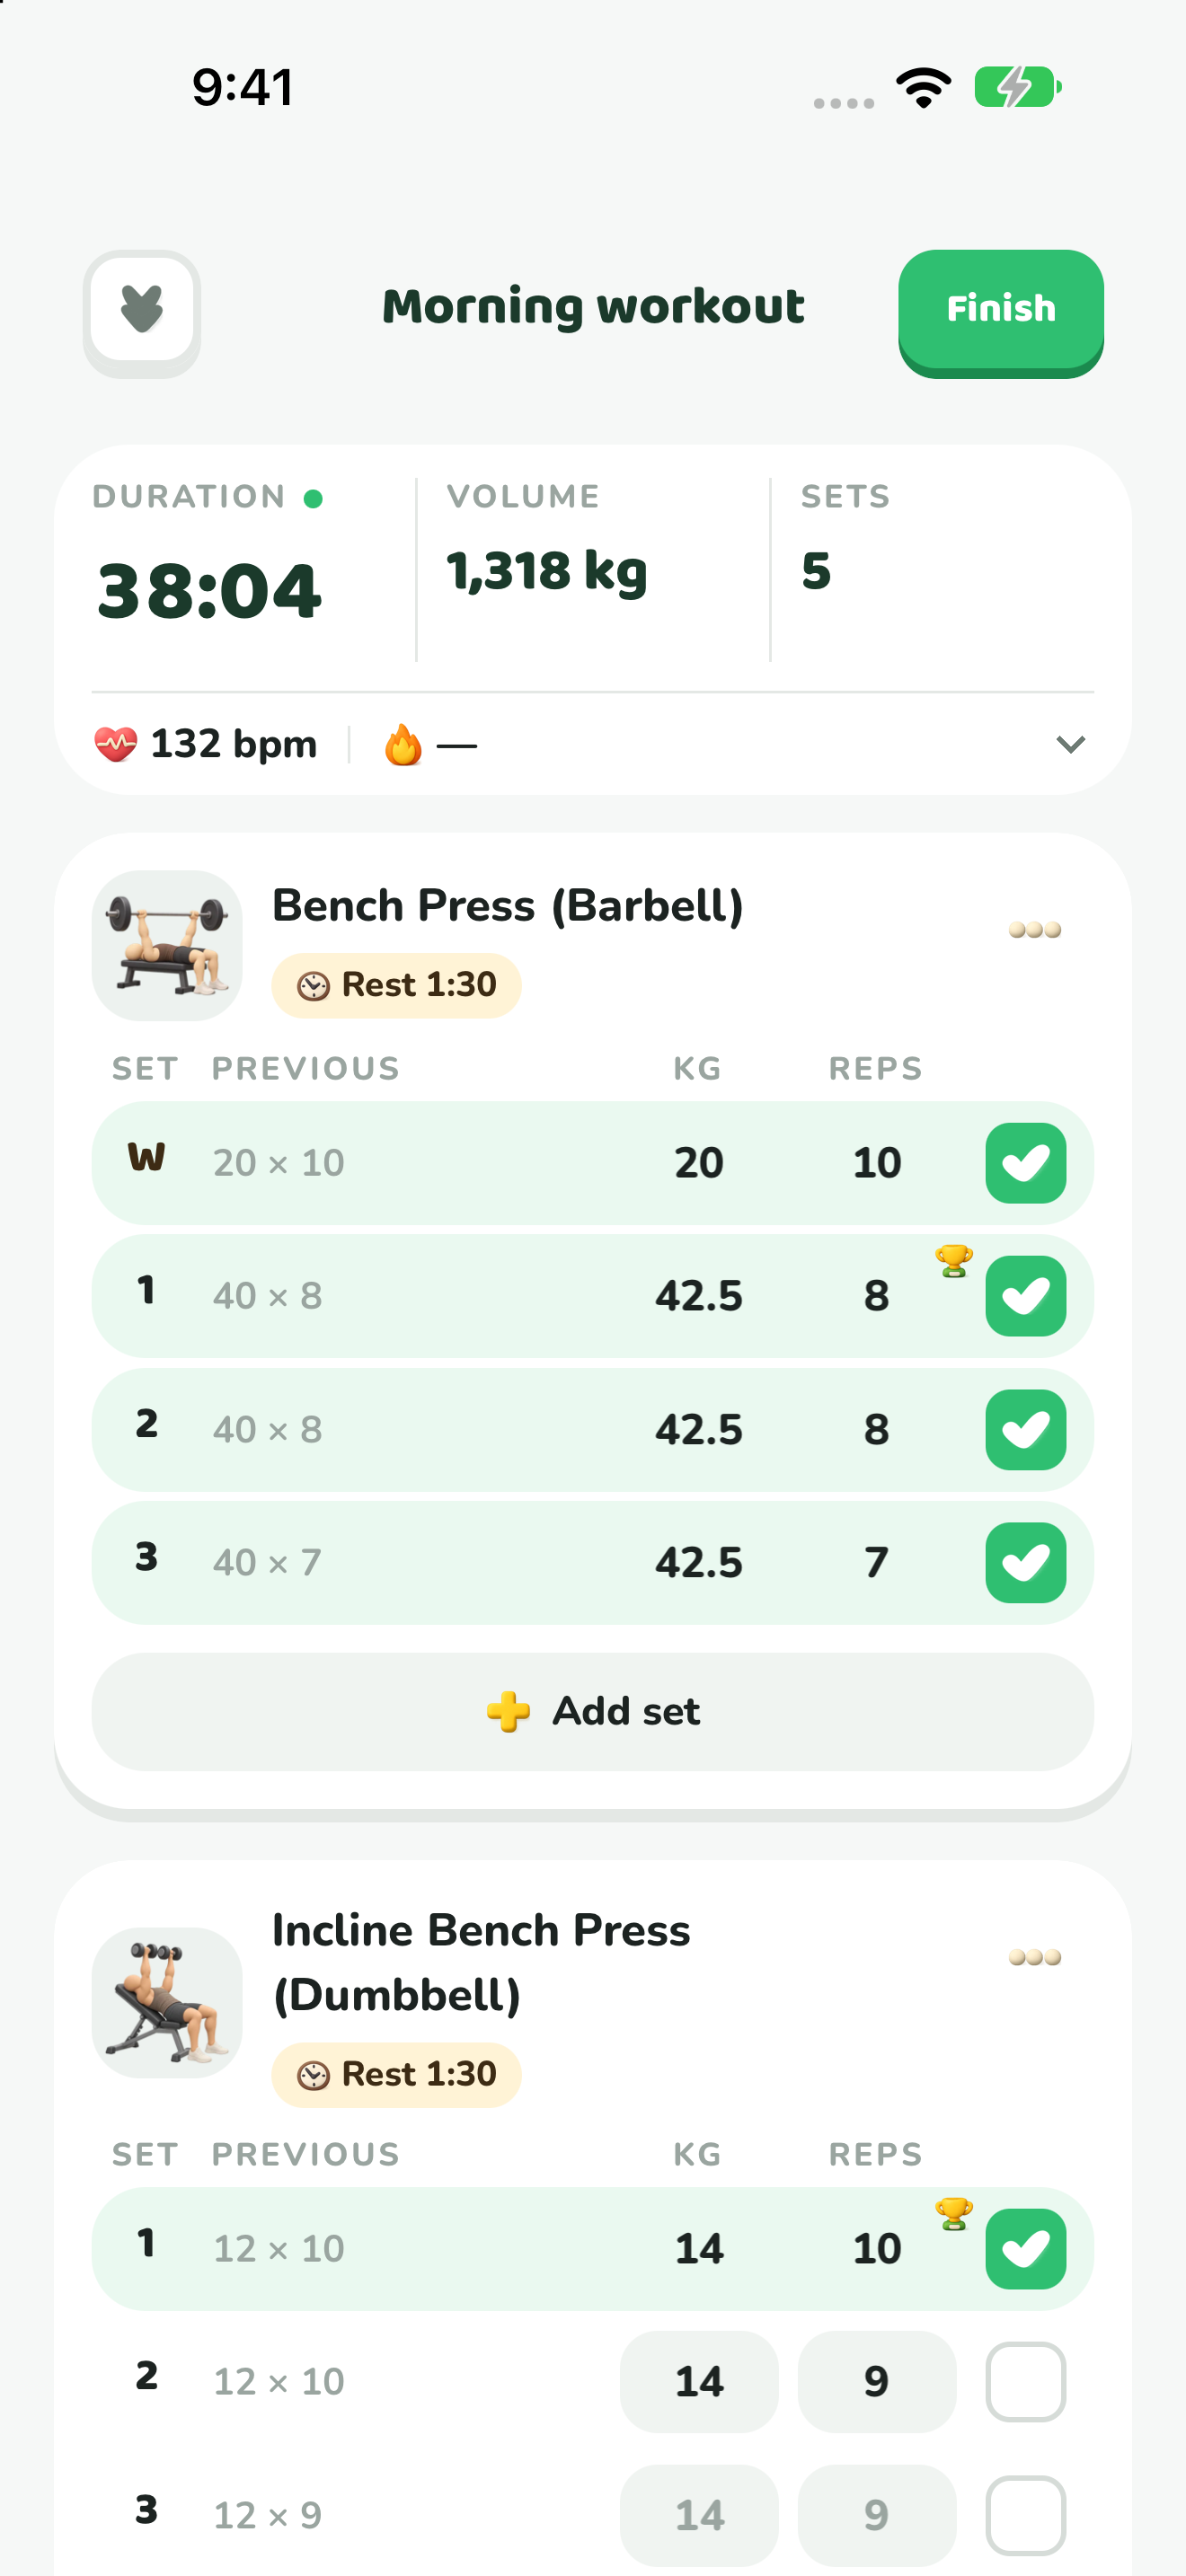 9:41
Morning workout
Finish
DURATION
VOLUME
SETS
38:04
1,318 kg
5
132 bpm
—
Bench Press (Barbell)
Rest 1:30
SET PREVIOUS KG REPS
W 20 × 10 20 10
1 40 × 8 42.5 8
2 40 × 8 42.5 8
3 40 × 7 42.5 7
Add set
Incline Bench Press
(Dumbbell)
Rest 1:30
SET PREVIOUS KG REPS
1 12 × 10 14 10
2 12 × 10 14 9
3 12 × 9 14 9